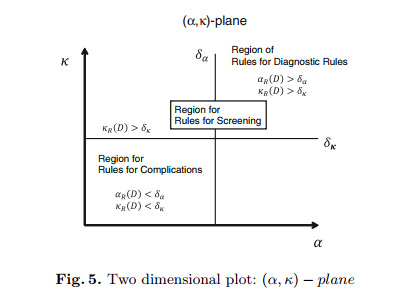 (α,κ)-plane
κ
δα
Region of
Rules for Diagnostic Rules
αR(D) > δα
κR(D) > δκ
Region for
Rules for Screening
κR(D) > δκ
δκ
Region for
Rules for Complications
αR(D) < δα
κR(D) < δκ
α
Fig. 5. Two dimensional plot: (α, κ) − plane